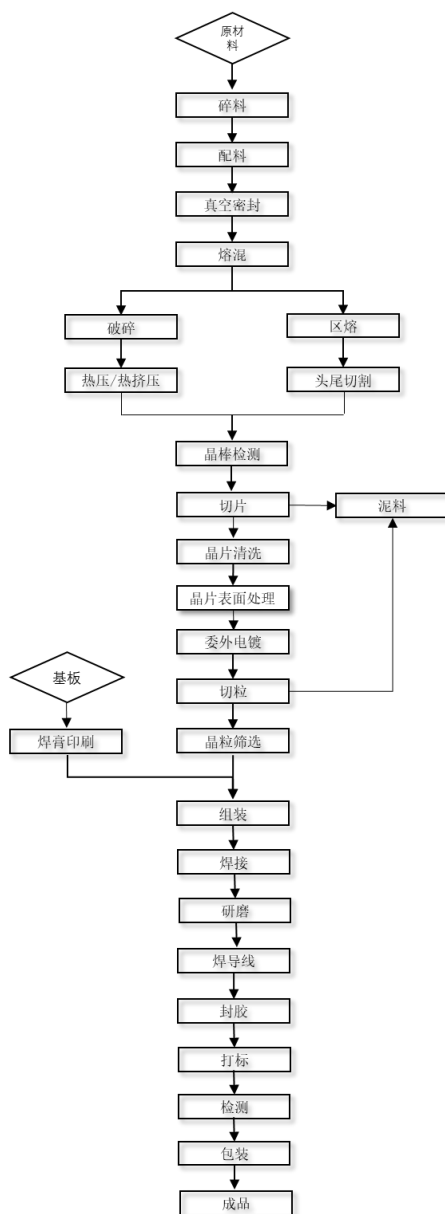 原材
料
碎料
配料
真空密封
熔混
破碎
区熔
热压/热挤压
头尾切割
晶棒检测
切片
泥料
晶片清洗
晶片表面处理
委外电镀
基板
切粒
焊膏印刷
晶粒筛选
组装
焊接
研磨
焊导线
封胶
打标
检测
包装
成品